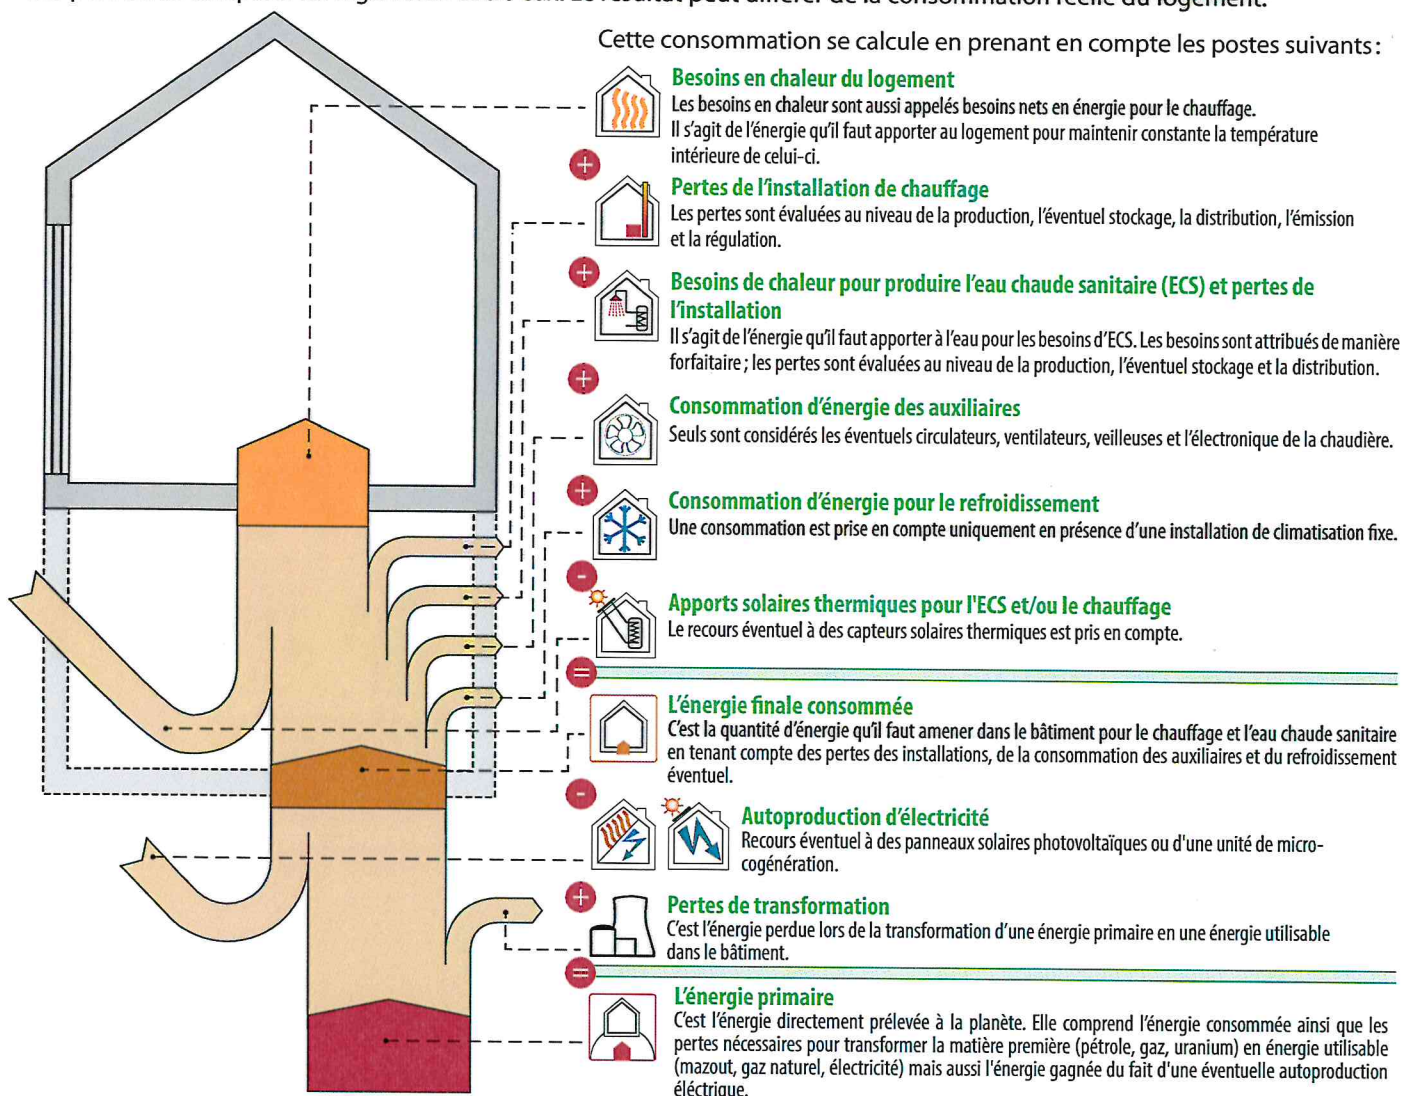 Cette consommation se calcule en prenant en compte les postes suivants :
Besoins en chaleur du logement
Les besoins en chaleur sont aussi appelés besoins nets en énergie pour le chauffage.
Il s'agit de l'énergie qu'il faut apporter au logement pour maintenir constante la température
intérieure de celui-ci.
+
Pertes de l'installation de chauffage
Les pertes sont évaluées au niveau de la production, l'éventuel stockage, la distribution, l'émission
et la régulation.
+
Besoins de chaleur pour produire l'eau chaude sanitaire (ECS) et pertes de
l'installation
Il s'agit de l'énergie qu'il faut apporter à l'eau pour les besoins d'ECS. Les besoins sont attribués de manière
forfaitaire ; les pertes sont évaluées au niveau de la production, l'éventuel stockage et la distribution.
+
Consommation d'énergie des auxiliaires
Seuls sont considérés les éventuels circulateurs, ventilateurs, veilleuses et l'électronique de la chaudière.
+
Consommation d'énergie pour le refroidissement
Une consommation est prise en compte uniquement en présence d'une installation de climatisation fixe.
-
Apports solaires thermiques pour l'ECS et/ou le chauffage
Le recours éventuel à des capteurs solaires thermiques est pris en compte.
=
L'énergie finale consommée
C'est la quantité d'énergie qu'il faut amener dans le bâtiment pour le chauffage et l'eau chaude sanitaire
en tenant compte des pertes des installations, de la consommation des auxiliaires et du refroidissement
éventuel.
-
Autoproduction d'électricité
Recours éventuel à des panneaux solaires photovoltaïques ou d'une unité de micro-
cogénération.
+
Pertes de transformation
C'est l'énergie perdue lors de la transformation d'une énergie primaire en une énergie utilisable
dans le bâtiment.
=
L'énergie primaire
C'est l'énergie directement prélevée à la planète. Elle comprend l'énergie consommée ainsi que les
pertes nécessaires pour transformer la matière première (pétrole, gaz, uranium) en énergie utilisable
(mazout, gaz naturel, électricité) mais aussi l'énergie gagnée du fait d'une éventuelle autoproduction
éléctrique.